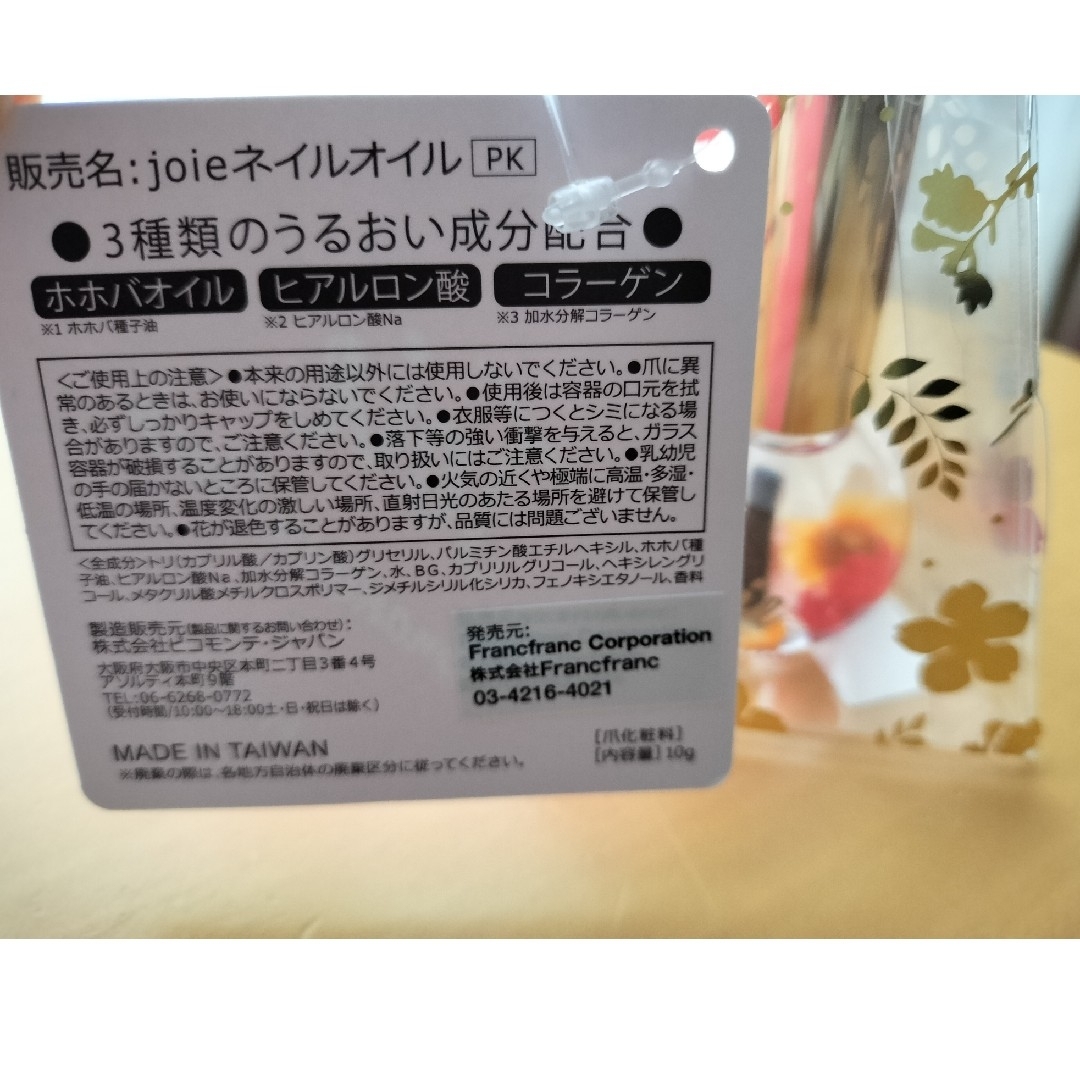 販売名:joieネイルオイル PK
●3種類のうるおい成分配合●
ホホバオイル ヒアルロン酸 コラーゲン
※1 ホホバ種子油 ※2 ヒアルロン酸Na ※3 加水分解コラーゲン
<ご使用上の注意>●本来の用途以外には使用しないでください。●爪に異
常のあるときは、お使いにならないでください。●使用後は容器の口元を拭
き、必ずしっかりキャップをしめてください。●衣服等につくとシミになる場
合がありますので、ご注意ください。●落下等の強い衝撃を与えると、ガラス
容器が破損することがありますので、取り扱いにはご注意ください。●乳幼児
の手の届かないところに保管してください。●火気の近くや極端に高温・多湿・
低温の場所、温度変化の激しい場所、直射日光のあたる場所を避けて保管し
てください。●花が退色することがありますが、品質には問題ございません。
<全成分>トリ(カプリル酸/カプリン酸)グリセリル、パルミチン酸エチルヘキシル、ホホバ種
子油、ヒアルロン酸Na、加水分解コラーゲン、水、BG、カプリリルグリコール、ヘキシレングリ
コール、メタクリル酸メチルクロスポリマー、ジメチルシリル化シリカ、フェノキシエタノール、香料
製造販売元(製品に関するお問い合わせ):
株式会社ピコモンテ・ジャパン
大阪府大阪市中央区本町二丁目3番4号
アソルティ本町9階
TEL:06-6268-0772
(受付時間/10:00~18:00土・日・祝日は除く)
発売元:
Francfranc Corporation
株式会社Francfranc
03-4216-4021
MADE IN TAIWAN
[爪化粧料]
[内容量]10g
※廃棄の際は、各地方自治体の廃棄区分に従ってください。